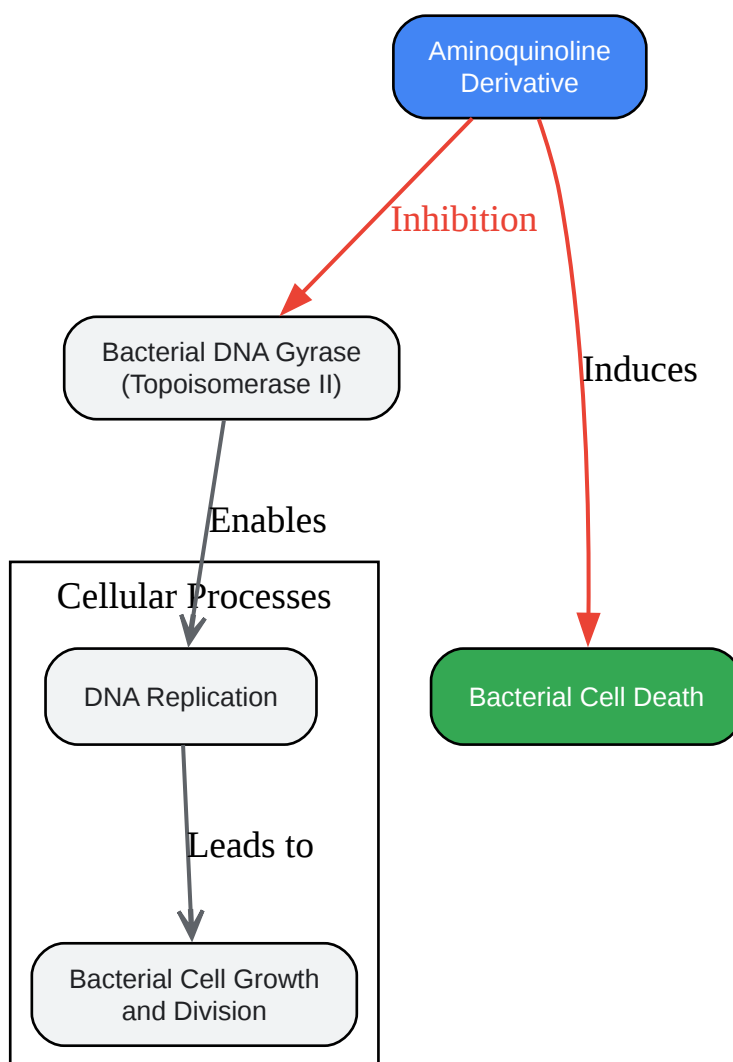 Aminoquinoline
Derivative
Inhibition
Bacterial DNA Gyrase
(Topoisomerase II)
Induces
Enables
Cellular Processes
DNA Replication
Bacterial Cell Death
Leads to
Bacterial Cell Growth
and Division